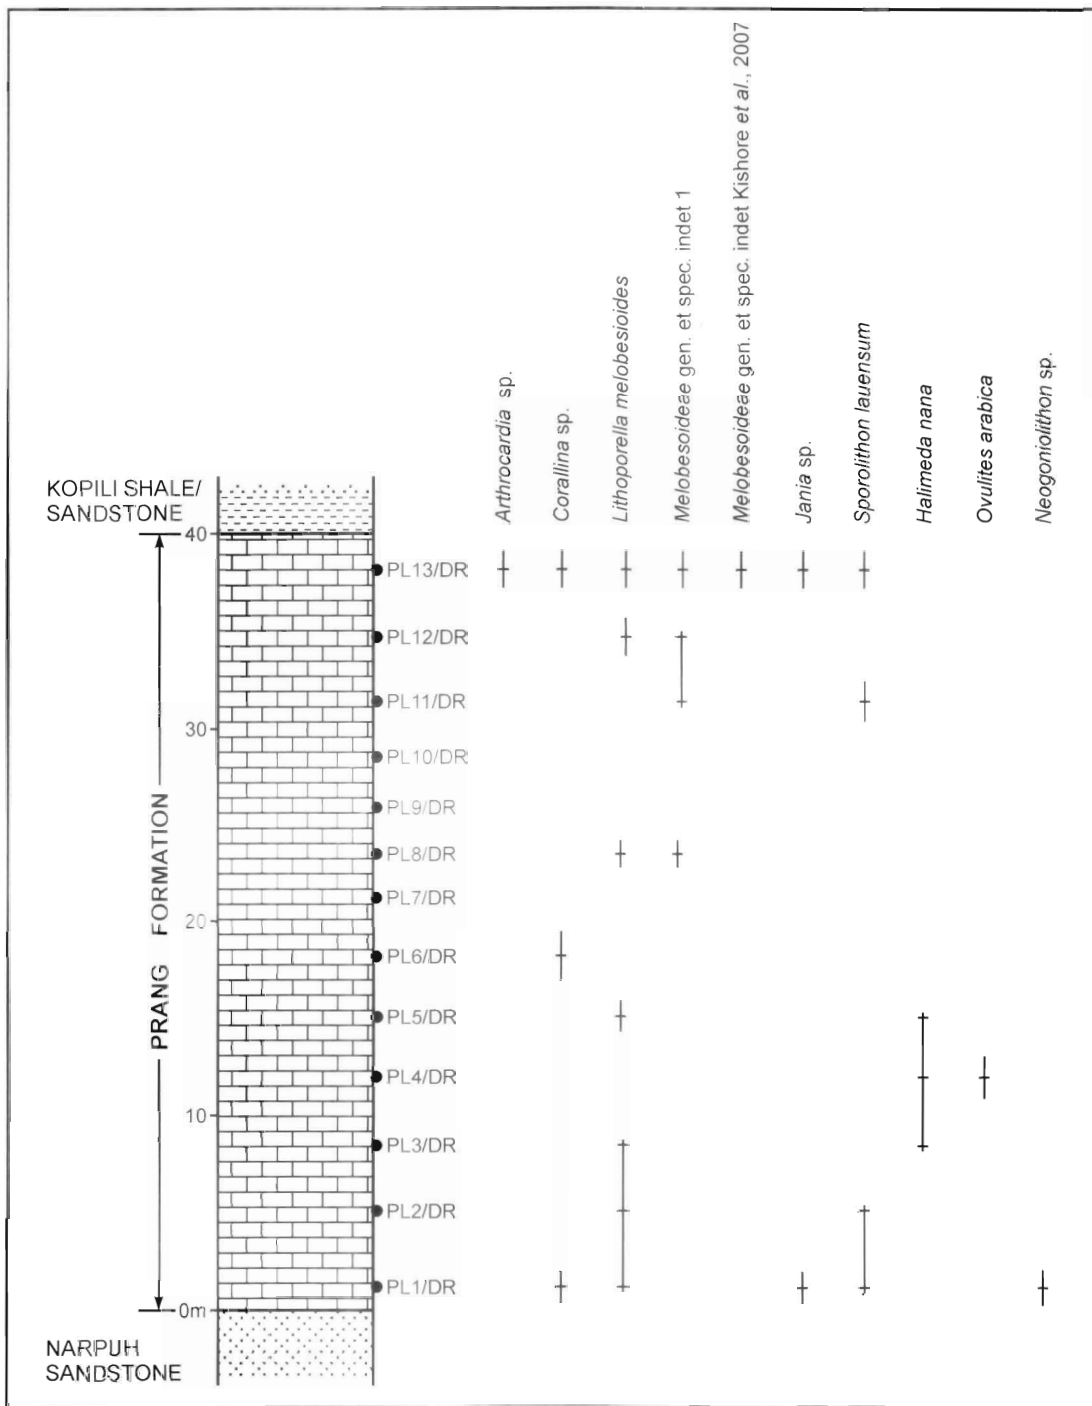 Arthrocardia sp.
Corallina sp.
Lithoporella melobesioides
Melobesoideae gen. et spec. indet 1
Melobesoideae gen. et spec. indet Kishore et al., 2007
Jania sp.
Sporolithon lauensum
Halimeda nana
Ovulites arabica
Neogoniolithon sp.
KOPILI SHALE/
SANDSTONE
40
PL13/DR
PL12/DR
PL11/DR
30
PL10/DR
PL9/DR
PL8/DR
PL7/DR
20
PL6/DR
PL5/DR
PL4/DR
10
PL3/DR
PL2/DR
PL1/DR
0m
PRANG FORMATION
NARPUH
SANDSTONE